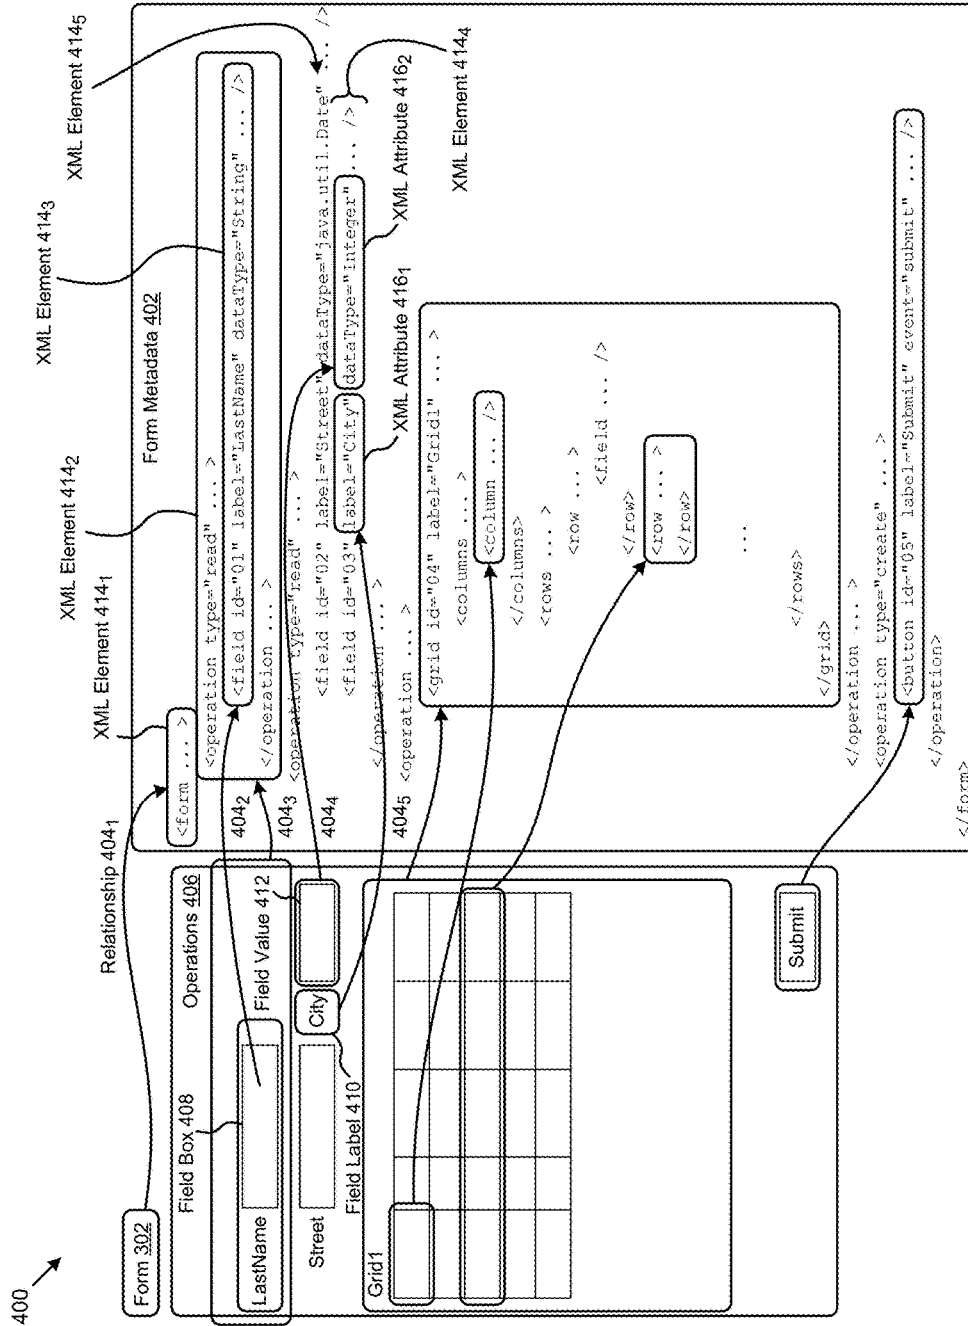 400
Form 302
Relationship 404₁
XML Element 414₁
XML Element 414₂
XML Element 414₃
XML Element 414₅
Field Box 408
Operations 406
Form Metadata 402
LastName
Field Value 412
Street
City
Field Label 410
Grid1
Submit
404₂
404₃
404₄
404₅
<form ... >
<operation type="read" ... >
<field id="01" label="LastName" dataType="String" ... />
</operation ... >
<operation type="read" ... >
<field id="02" label="Street" dataType="java.util.Date" ... />
<field id="03" label="City" dataType="Integer" ... />
</operation ... >
XML Attribute 416₁
XML Attribute 416₂
XML Element 414₄
<operation ... >
<grid id="04" label="Grid1" ... >
<columns ... >
<column ... />
</columns>
<rows ... >
<row ... >
<field ... />
</row>
<row ... >
</row>
...
</rows>
</grid>
</operation ... >
<operation type="create" ... >
<button id="05" label="Submit" event="submit" ... />
</operation>
</form>